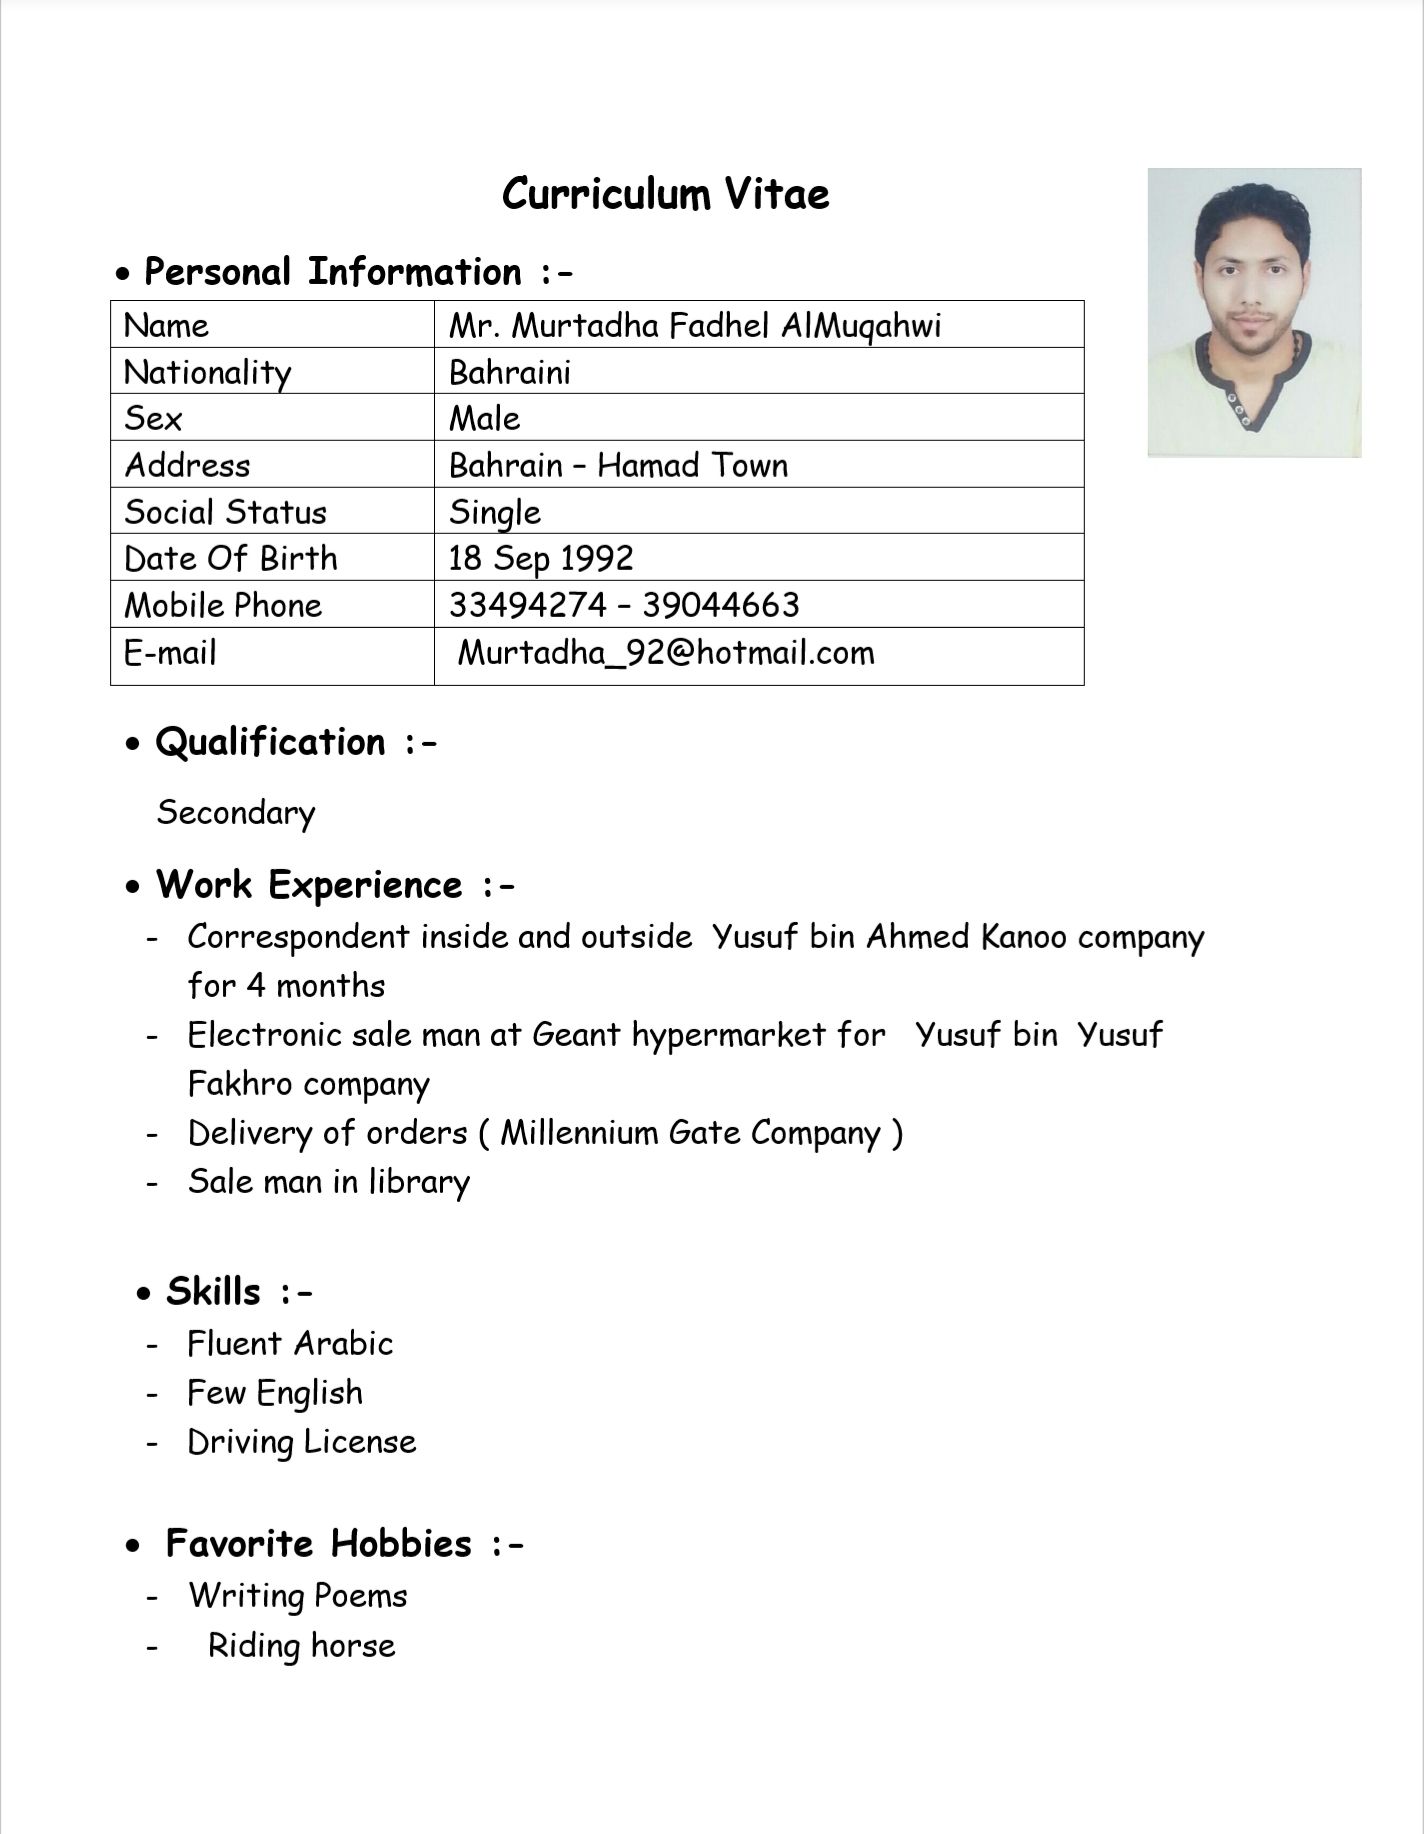 Curriculum Vitae
• Personal Information :-
Name Mr. Murtadha Fadhel AlMuqahwi
Nationality Bahraini
Sex Male
Address Bahrain – Hamad Town
Social Status Single
Date Of Birth 18 Sep 1992
Mobile Phone 33494274 – 39044663
E-mail Murtadha_92@hotmail.com
• Qualification :-
Secondary
• Work Experience :-
- Correspondent inside and outside Yusuf bin Ahmed Kanoo company
for 4 months
- Electronic sale man at Geant hypermarket for Yusuf bin Yusuf
Fakhro company
- Delivery of orders ( Millennium Gate Company )
- Sale man in library
• Skills :-
- Fluent Arabic
- Few English
- Driving License
• Favorite Hobbies :-
- Writing Poems
- Riding horse